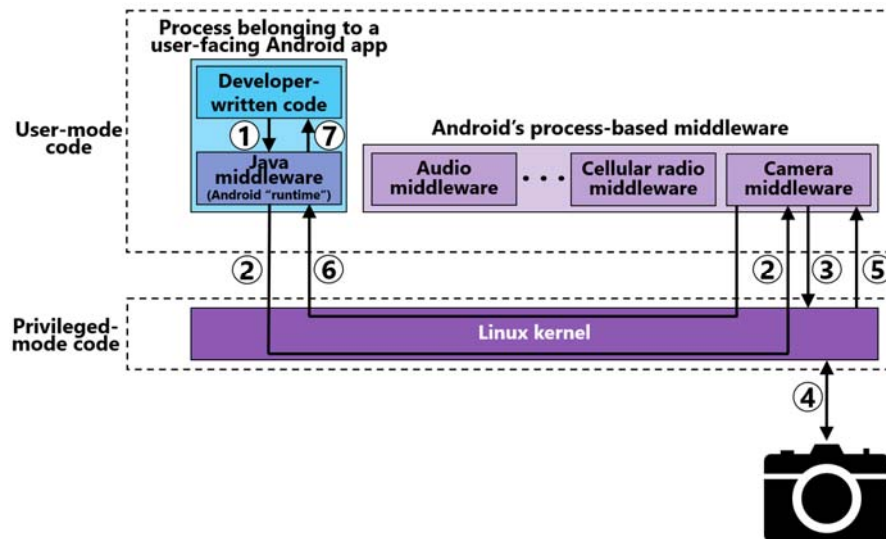 Process belonging to a
user-facing Android app
Developer-
written code
① ⑦
Java
middleware
(Android “runtime”)
User-mode
code
Android’s process-based middleware
Audio
middleware
• • •
Cellular radio
middleware
Camera
middleware
② ⑥ ② ③ ⑤
Privileged-
mode code
Linux kernel
④